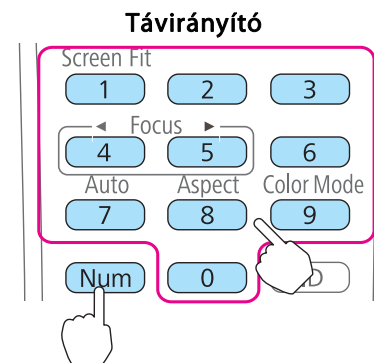 Távirányító
Screen Fit
1 2 3
◄ Focus ►
4 5 6
Auto Aspect Color Mode
7 8 9
Num 0